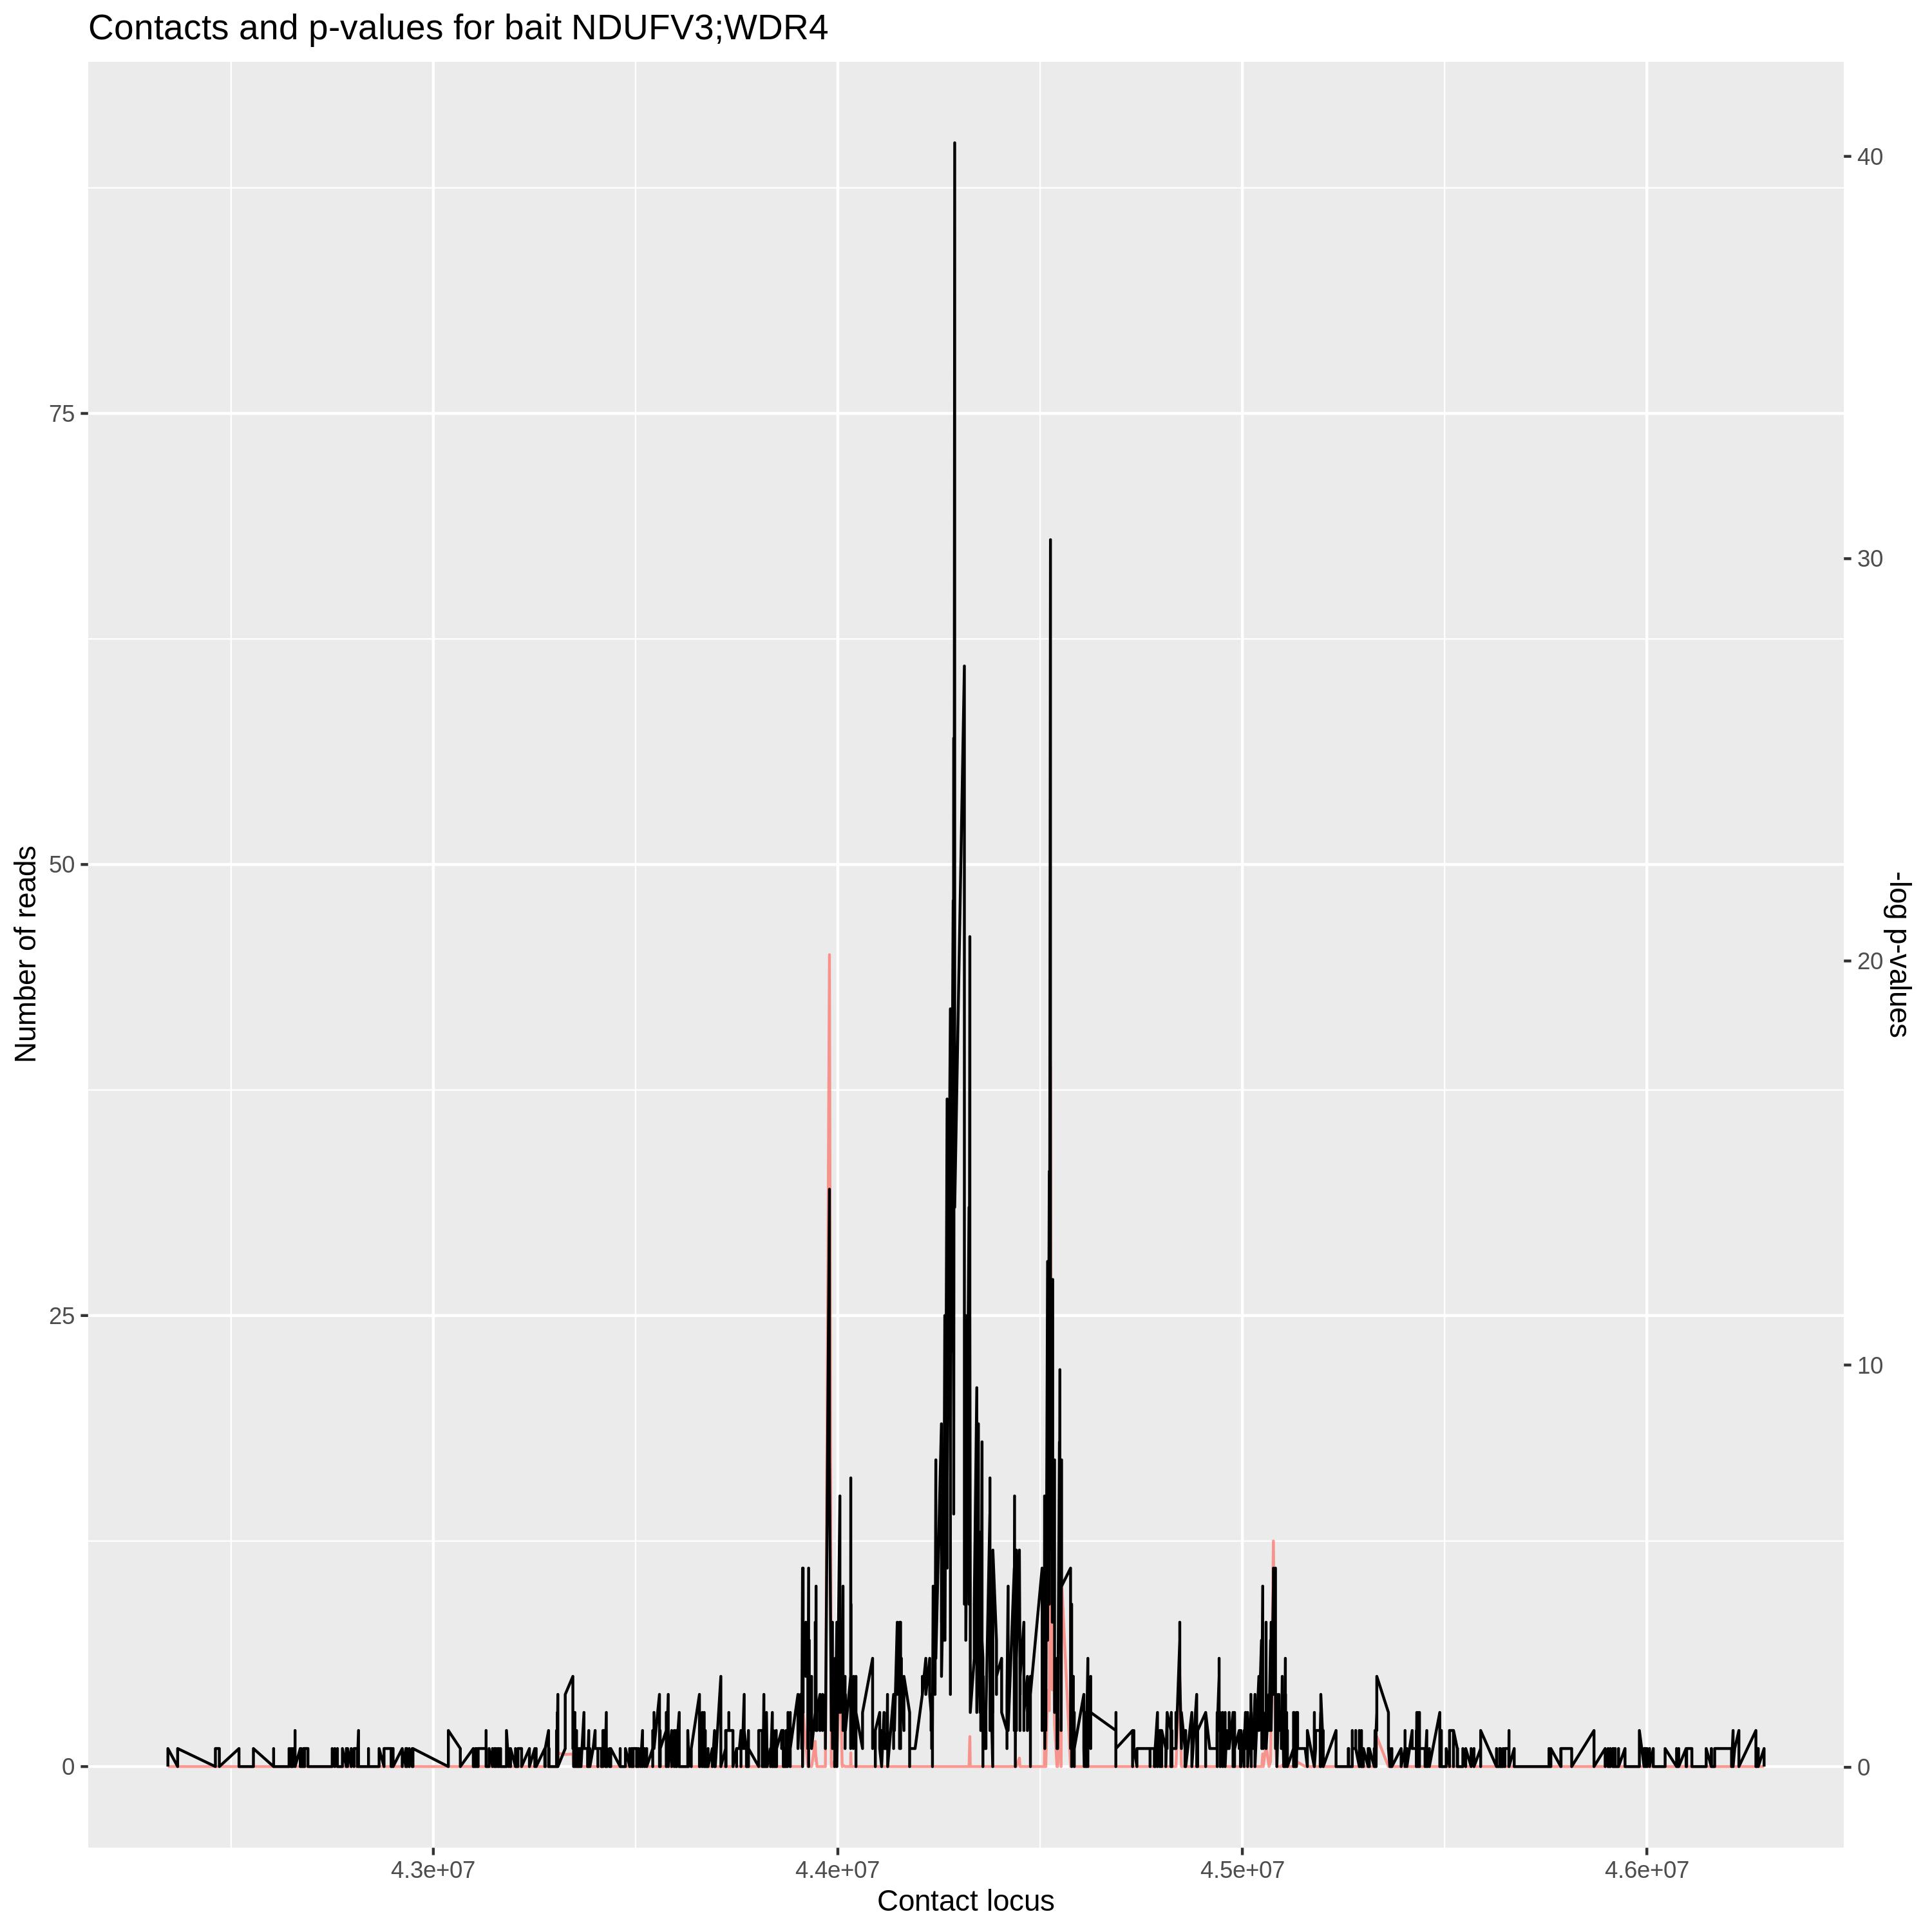 Contacts and p-values for bait NDUFV3;WDR4
Number of reads
75
50
25
0
40
30
20
10
0
-log p-values
4.3e+07
4.4e+07
4.5e+07
4.6e+07
Contact locus